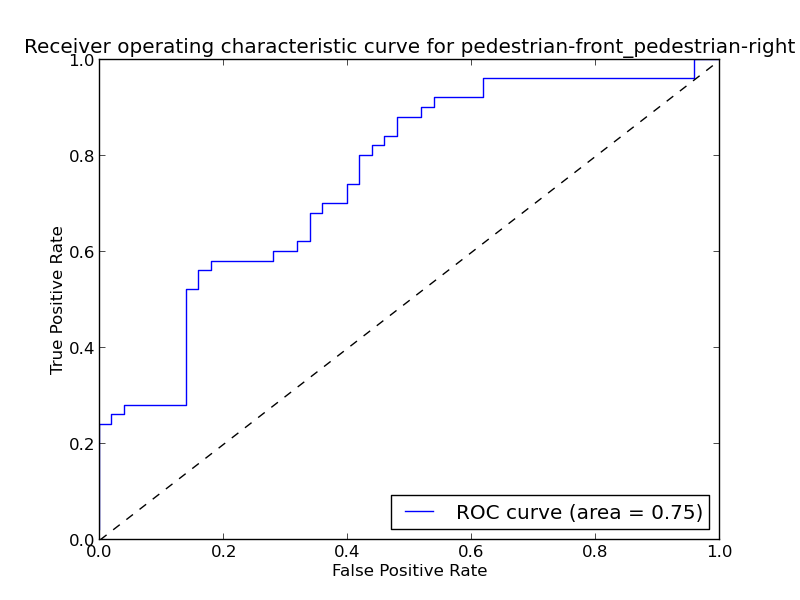 Receiver operating characteristic curve for pedestrian-front_pedestrian-right
1.0
0.8
0.6
0.4
0.2
0.0
True Positive Rate
ROC curve (area = 0.75)
0.0 0.2 0.4 0.6 0.8 1.0
False Positive Rate